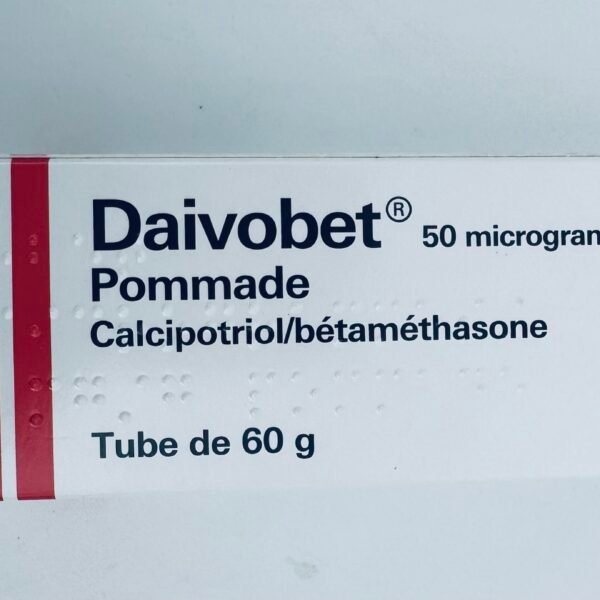 Daivobet® 50 microgram
Pommade
Calcipotriol/bétaméthasone
Tube de 60 g